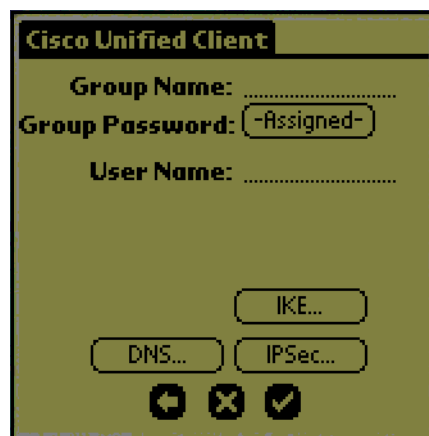 Cisco Unified Client
Group Name:
Group Password: -Assigned-
User Name:
IKE...
DNS... IPSec...